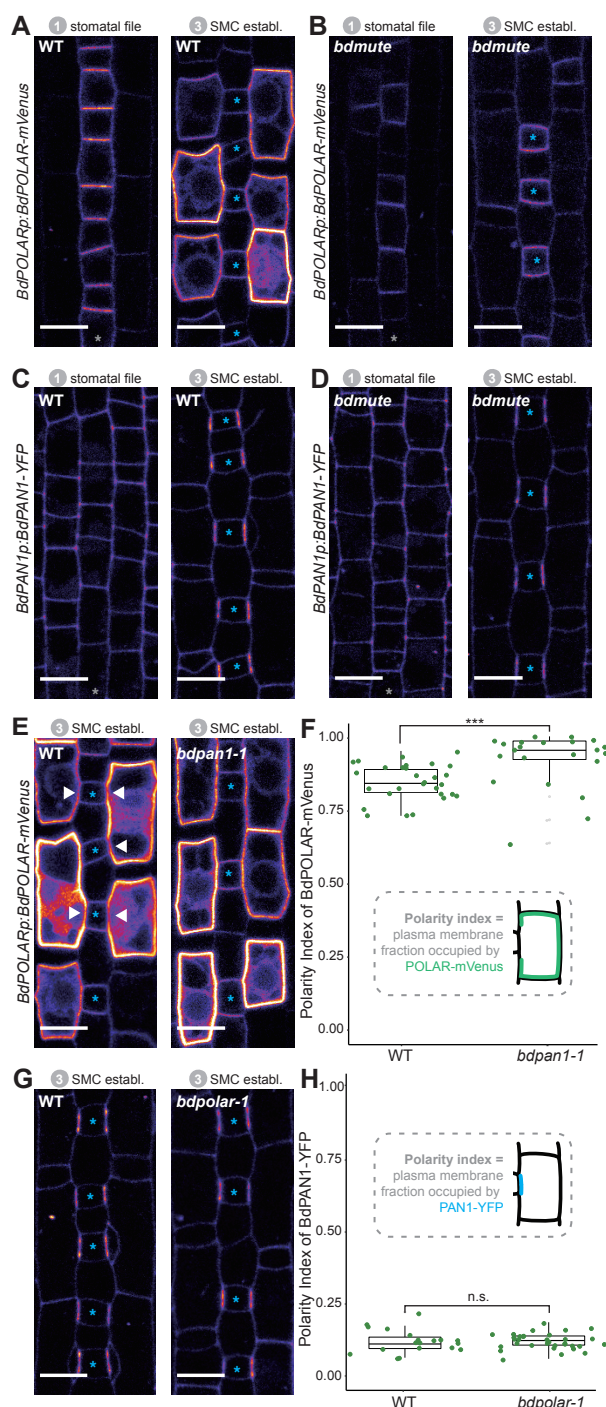 A
1 stomatal file
3 SMC establ.
B
1 stomatal file
3 SMC establ.
WT
WT
bdmute
bdmute
BdPOLARp:BdPOLAR-mVenus
BdPOLARp:BdPOLAR-mVenus
*
*
*
*
*
*
*
*
*
*
C
1 stomatal file
3 SMC establ.
D
1 stomatal file
3 SMC establ.
WT
WT
bdmute
bdmute
BdPAN1p:BdPAN1-YFP
BdPAN1p:BdPAN1-YFP
*
*
*
*
*
*
*
*
*
*
*
E
3 SMC establ.
3 SMC establ.
WT
bdpan1-1
BdPOLARp:BdPOLAR-mVenus
*
*
*
*
*
*
*
F
Polarity Index of BdPOLAR-mVenus
1.00
0.75
0.50
0.25
0.00
***
Polarity Index =
plasma membrane
fraction occupied by
POLAR-mVenus
WT
bdpan1-1
G
3 SMC establ.
3 SMC establ.
WT
bdpolar-1
*
*
*
*
*
*
*
*
*
H
Polarity Index of BdPAN1-YFP
1.00
0.75
0.50
0.25
0.00
Polarity Index =
plasma membrane
fraction occupied by
PAN1-YFP
n.s.
WT
bdpolar-1